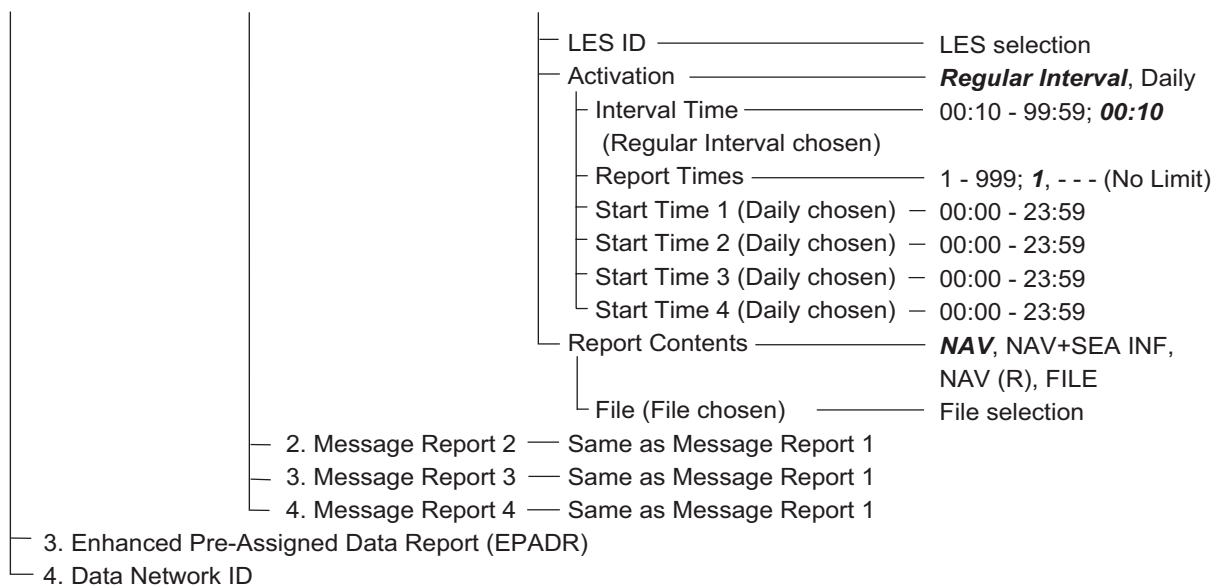 LES ID LES selection
Activation Regular Interval, Daily
Interval Time 00:10 - 99:59; 00:10
(Regular Interval chosen)
Report Times 1 - 999; 1, - - - (No Limit)
Start Time 1 (Daily chosen) 00:00 - 23:59
Start Time 2 (Daily chosen) 00:00 - 23:59
Start Time 3 (Daily chosen) 00:00 - 23:59
Start Time 4 (Daily chosen) 00:00 - 23:59
Report Contents NAV, NAV+SEA INF,
NAV (R), FILE
File (File chosen) File selection
2. Message Report 2 Same as Message Report 1
3. Message Report 3 Same as Message Report 1
4. Message Report 4 Same as Message Report 1
3. Enhanced Pre-Assigned Data Report (EPADR)
4. Data Network ID